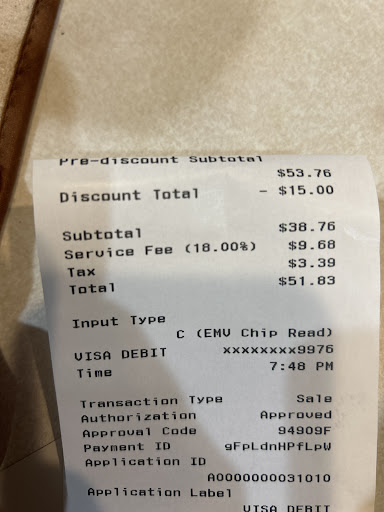 Pre-discount Subtotal
$53.76
Discount Total - $15.00
Subtotal $38.76
Service Fee (18.00%) $9.68
Tax $3.39
Total $51.83
Input Type
C (EMV Chip Read)
VISA DEBIT xxxxxxxx9976
Time 7:48 PM
Transaction Type Sale
Authorization Approved
Approval Code 94909F
Payment ID gFpLdnHPfLpW
Application ID
A0000000031010
Application Label
VISA DEBIT